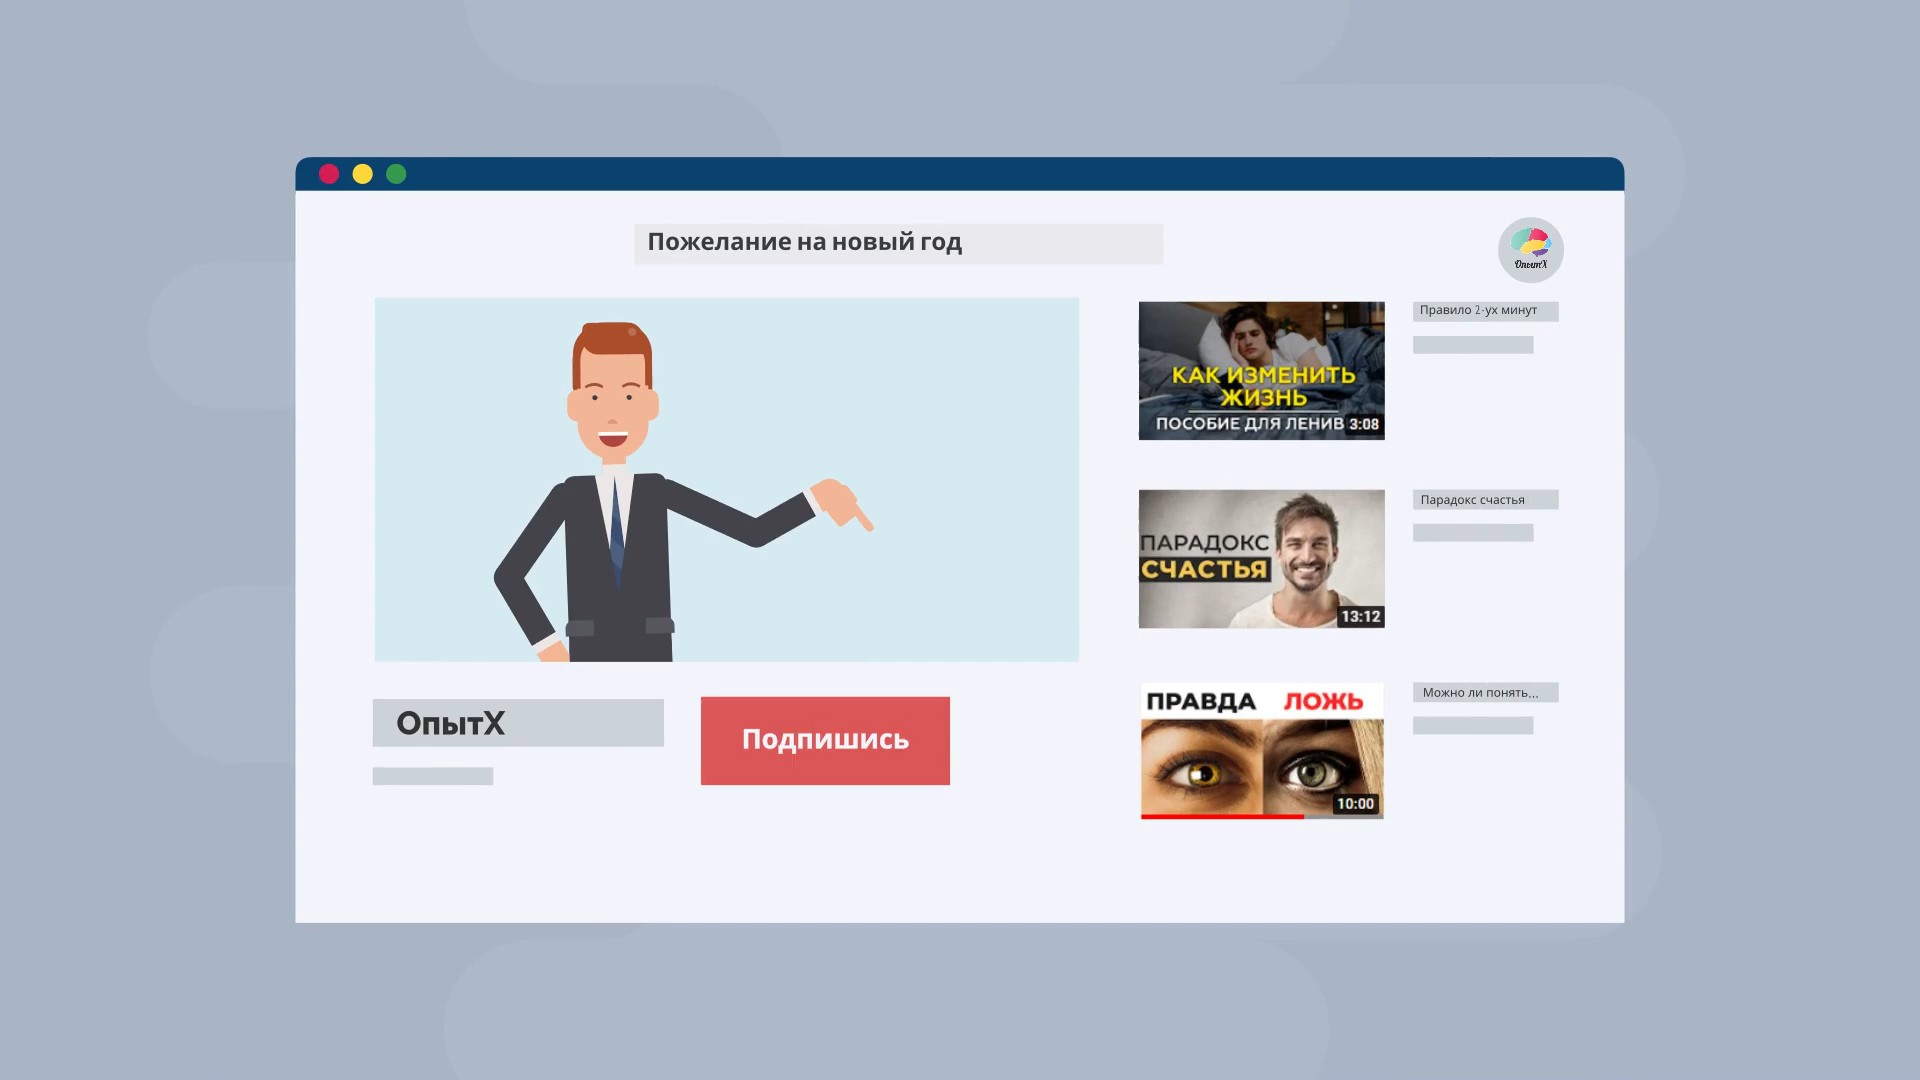 Пожелание на новый год
ОпытX
КАК ИЗМЕНИТЬ
ЖИЗНЬ
ПОСОБИЕ ДЛЯ ЛЕНИВ
3:08
Правило 2-ух минут
ПАРАДОКС
СЧАСТЬЯ
13:12
Парадокс счастья
ПРАВДА ЛОЖЬ
10:00
Можно ли понять...
ОпытX
Подпишись